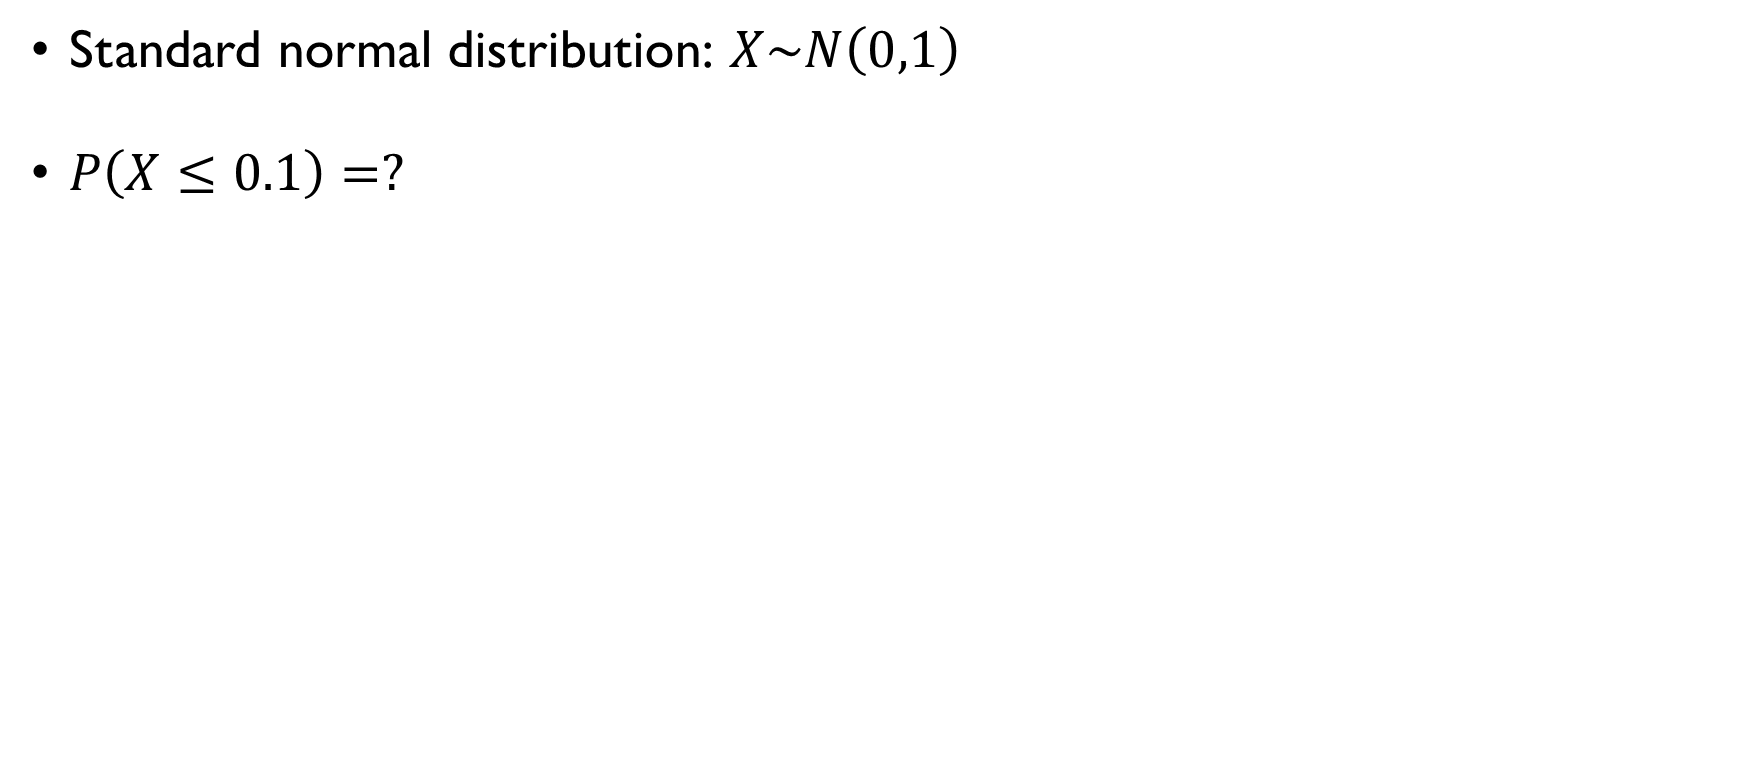 • Standard normal distribution: X~N(0,1)
• P(X ≤ 0.1) =?